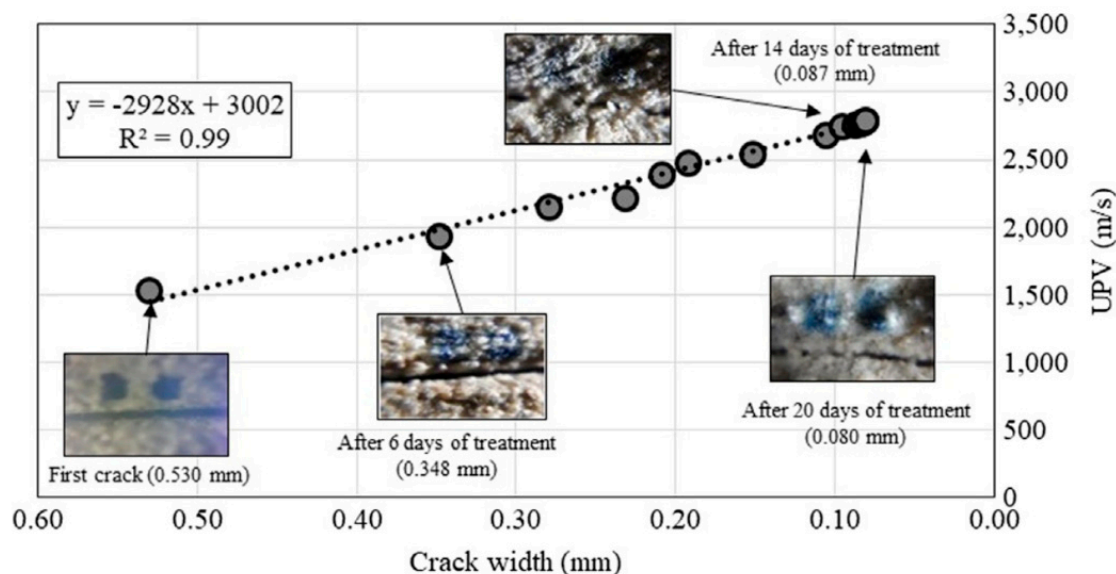 y = -2928x + 3002
R² = 0.99
After 14 days of treatment
(0.087 mm)
First crack (0.530 mm)
After 6 days of treatment
(0.348 mm)
After 20 days of treatment
(0.080 mm)
3,500
3,000
2,500
2,000
1,500
1,000
500
0
UPV (m/s)
0.60 0.50 0.40 0.30 0.20 0.10 0.00
Crack width (mm)